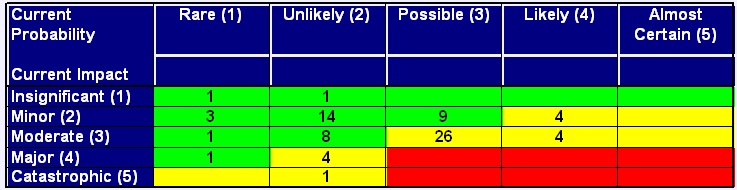 Current Probability Rare (1) Unlikely (2) Possible (3) Likely (4) Almost Certain (5)
Current Impact
Insignificant (1) 1 1
Minor (2) 3 14 9 4
Moderate (3) 1 8 26 4
Major (4) 1 4
Catastrophic (5) 1